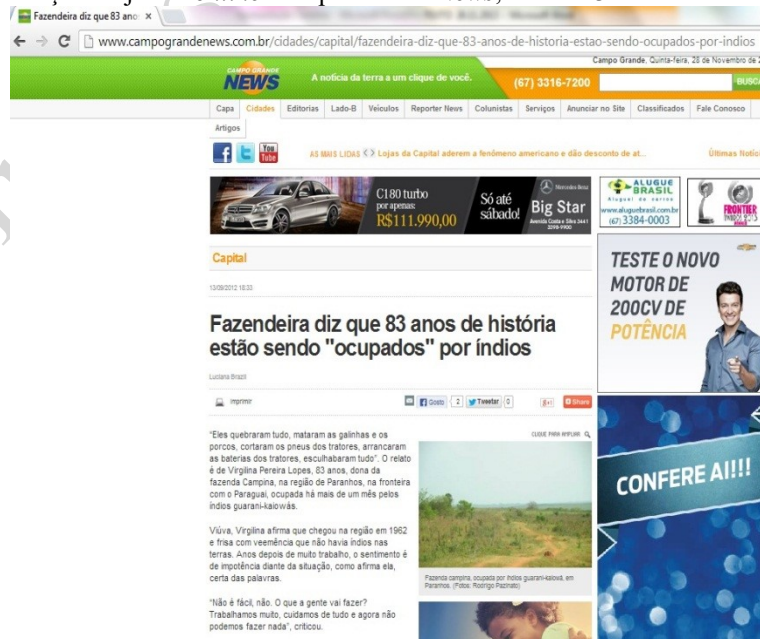 Fazendeira diz que 83 ano
www.campograndenews.com.br/cidades/capital/fazendeira-diz-que-83-anos-de-historia-estao-sendo-ocupados-por-indios
Campo Grande, Quinta-feira, 28 de Novembro de 2
CAMPO GRANDE
NEWS
A notícia da terra a um clique de você.
(67) 3316-7200
BUSCA
Capa Cidades Editorias Lado-B Veículos Reporter News Colunistas Serviços Anunciar no Site Classificados Fale Conosco
Artigos
You Tube
AS MAIS LIDAS Lojas da Capital aderem a fenômeno americano e dão desconto de at...
Últimas Notíc
C180 turbo
por apenas:
R$111.990,00
Só até
sábado!
Mercedes-Benz
Big Star
ALUGUE
BRASIL
Aluguel de carros
www.aluguebrasil.com.br
(67) 3384-0003
FRONTIER
Capital
13/09/2012 18:33
Fazendeira diz que 83 anos de história
estão sendo "ocupados" por índios
Luciana Brazil
Imprimir
Gosto 2 Tweetar 0 Share
"Eles quebraram tudo, mataram as galinhas e os
porcos, cortaram os pneus dos tratores, arrancaram
as baterias dos tratores, esculhabaram tudo". O relato
é de Virgilina Pereira Lopes, 83 anos, dona da
fazenda Campina, na região de Paranhos, na fronteira
com o Paraguai, ocupada há mais de um mês pelos
índios guarani-kaiowás.
Viúva, Virgilina afirma que chegou na região em 1962
e frisa com veemência que não havia índios nas
terras. Anos depois de muito trabalho, o sentimento é
de impotência diante da situação, como afirma ela,
certa das palavras.
"Não é fácil, não. O que a gente vai fazer?
Trabalhamos muito, cuidamos de tudo e agora não
podemos fazer nada", criticou.
CLIQUE PARA AMPLIAR
Fazenda campina, ocupada por índios guarani-kaiowá, em
Paranhos. (Fotos: Rodrigo Pazinato)
TESTE O NOVO
MOTOR DE
200CV DE
POTÊNCIA
CONFERE AI!!!